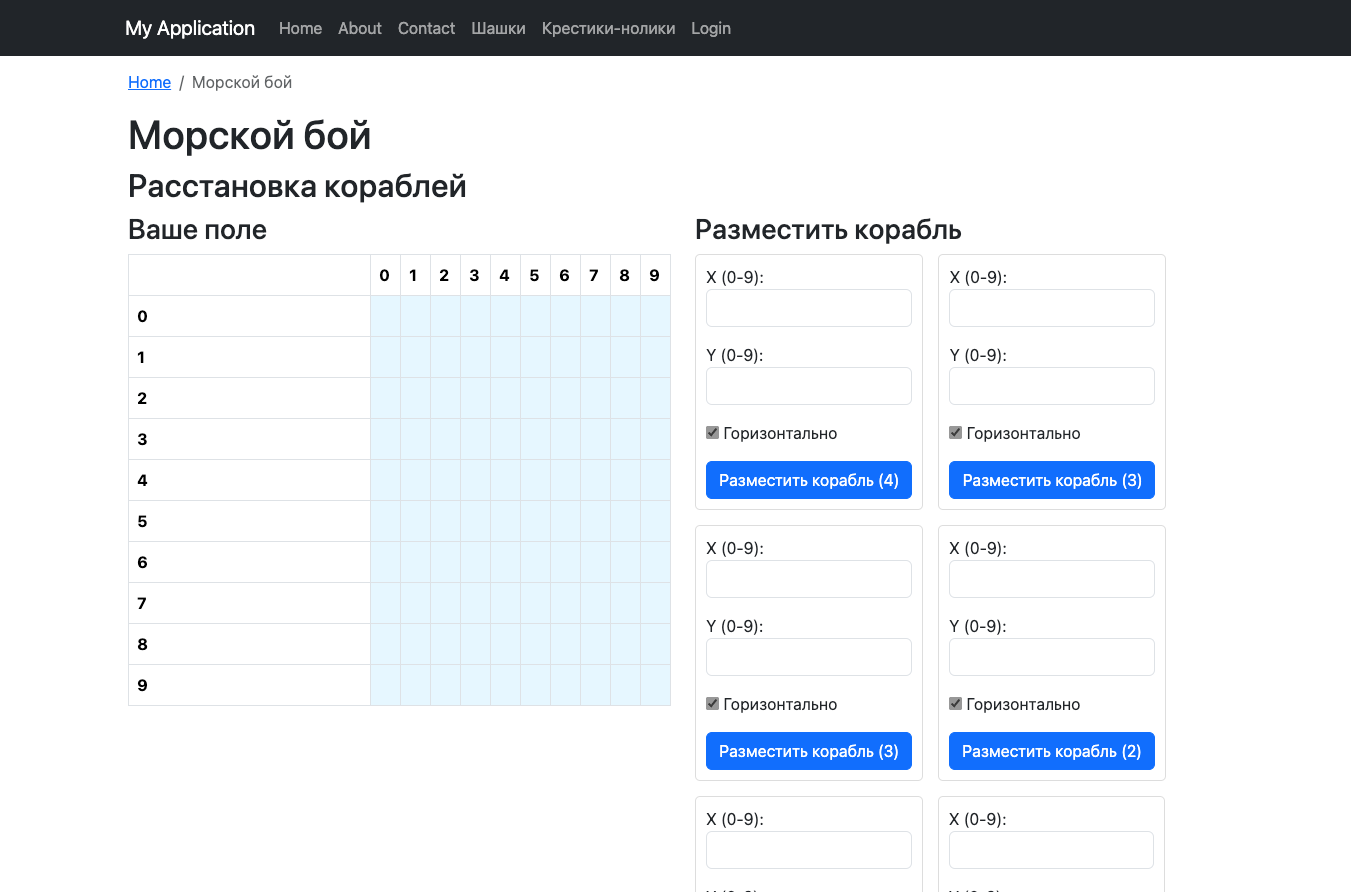 My Application Home About Contact Шашки Крестики-нолики Login
Home / Морской бой
Морской бой
Расстановка кораблей
Ваше поле
0 1 2 3 4 5 6 7 8 9
0
1
2
3
4
5
6
7
8
9
Разместить корабль
X (0-9):
Y (0-9):
Горизонтально
Разместить корабль (4)
X (0-9):
Y (0-9):
Горизонтально
Разместить корабль (3)
X (0-9):
Y (0-9):
Горизонтально
Разместить корабль (3)
X (0-9):
Y (0-9):
Горизонтально
Разместить корабль (2)
X (0-9):
X (0-9):